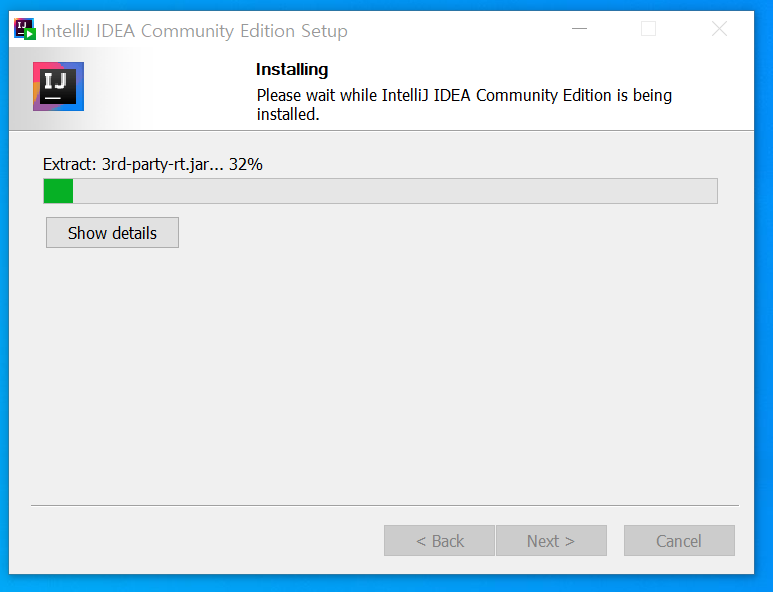 IntelliJ IDEA Community Edition Setup
IJ
Installing
Please wait while IntelliJ IDEA Community Edition is being
installed.
Extract: 3rd-party-rt.jar... 32%
Show details
< Back
Next >
Cancel